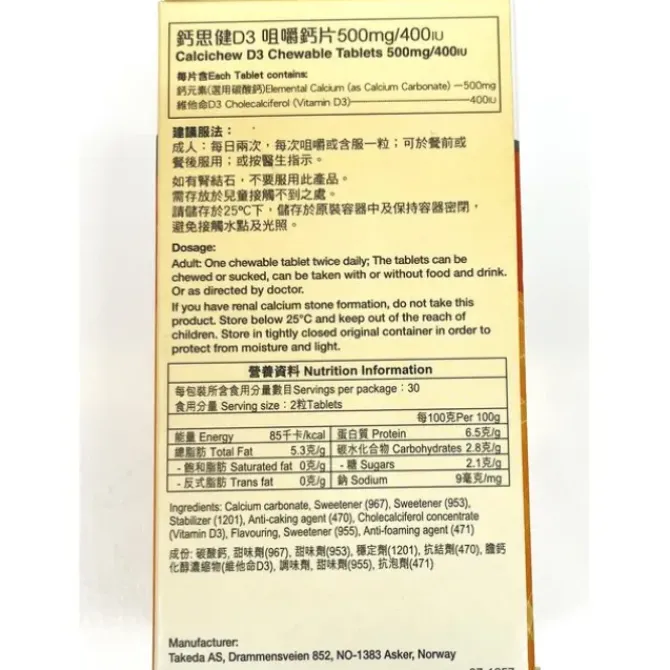 鈣思健D3 咀嚼鈣片500mg/400IU
Calcichew D3 Chewable Tablets 500mg/400IU
每片含Each Tablet contains:
鈣元素(選用碳酸鈣)Elemental Calcium (as Calcium Carbonate) —500mg
維他命D3 Cholecalciferol (Vitamin D3)——400IU
建議服法：
成人：每日兩次，每次咀嚼或含服一粒；可於餐前或
餐後服用；或按醫生指示。
如有腎結石，不要服用此產品。
需存放於兒童接觸不到之處。
請儲存於25ºC下，儲存於原裝容器中及保持容器密閉，
避免接觸水點及光照。
Dosage:
Adult: One chewable tablet twice daily; The tablets can be
chewed or sucked, can be taken with or without food and drink.
Or as directed by doctor.
If you have renal calcium stone formation, do not take this
product. Store below 25°C and keep out of the reach of
children. Store in tightly closed original container in order to
protect from moisture and light.
營養資料 Nutrition Information
每包裝所含食用分量數目Servings per package：30
食用分量 Serving size：2粒Tablets
每100克Per 100g
能量 Energy 85千卡/kcal 蛋白質 Protein 6.5克/g
總脂肪 Total Fat 5.3克/g 碳水化合物 Carbohydrates 2.8克/g
- 飽和脂肪 Saturated fat 0克/g - 糖 Sugars 2.1克/g
- 反式脂肪 Trans fat 0克/g 鈉 Sodium 9毫克/mg
Ingredients: Calcium carbonate, Sweetener (967), Sweetener (953),
Stabilizer (1201), Anti-caking agent (470), Cholecalciferol concentrate
(Vitamin D3), Flavouring, Sweetener (955), Anti-foaming agent (471)
成份: 碳酸鈣, 甜味劑(967), 甜味劑(953), 穩定劑(1201), 抗結劑(470), 膽鈣
化醇濃縮物(維他命D3), 調味劑, 甜味劑(955), 抗泡劑(471)
Manufacturer:
Takeda AS, Drammensveien 852, NO-1383 Asker, Norway